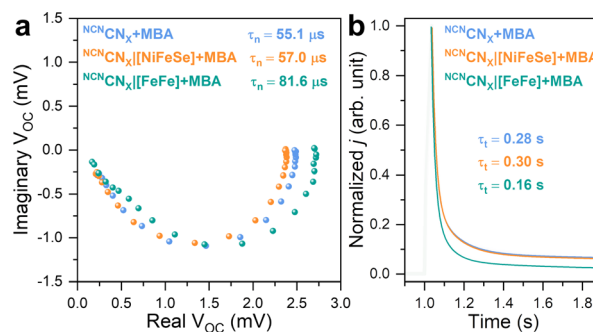 a
NCNCNX+MBA τn = 55.1 μs
NCNCNX|[NiFeSe]+MBA τn = 57.0 μs
NCNCNX|[FeFe]+MBA τn = 81.6 μs
Imaginary VOC (mV)
1.5
1.0
0.5
0.0
-0.5
-1.0
-1.5
0.0 0.5 1.0 1.5 2.0 2.5 3.0
Real VOC (mV)
b
NCNCNX+MBA
NCNCNX|[NiFeSe]+MBA
NCNCNX|[FeFe]+MBA
τt = 0.28 s
τt = 0.30 s
τt = 0.16 s
Normalized j (arb. unit)
1.0
0.8
0.6
0.4
0.2
0.0
1.0 1.2 1.4 1.6 1.8
Time (s)